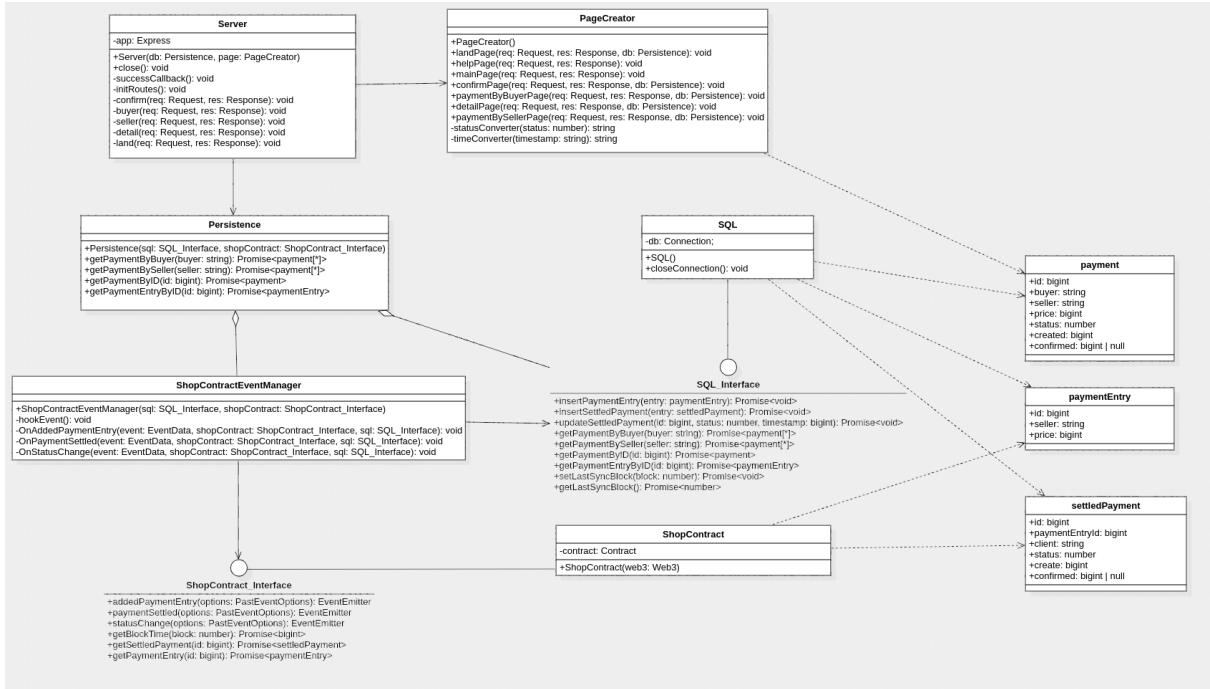 Server
-app: Express
+Server(db: Persistence, page: PageCreator)
+close(): void
-successCallback(): void
-initRoutes(): void
-confirm(req: Request, res: Response): void
-buyer(req: Request, res: Response): void
-seller(req: Request, res: Response): void
-detail(req: Request, res: Response): void
-land(req: Request, res: Response): void
PageCreator
+PageCreator()
+landPage(req: Request, res: Response, db: Persistence): void
+helpPage(req: Request, res: Response): void
+mainPage(req: Request, res: Response): void
+confirmPage(req: Request, res: Response, db: Persistence): void
+paymentByBuyerPage(req: Request, res: Response, db: Persistence): void
+detailPage(req: Request, res: Response, db: Persistence): void
+paymentBySellerPage(req: Request, res: Response, db: Persistence): void
-statusConverter(status: number): string
-timeConverter(timestamp: string): string
Persistence
+Persistence(sql: SQL_Interface, shopContract: ShopContract_Interface)
+getPaymentByBuyer(buyer: string): Promise<payment[*]>
+getPaymentBySeller(seller: string): Promise<payment[*]>
+getPaymentByID(id: bigint): Promise<payment>
+getPaymentEntryByID(id: bigint): Promise<paymentEntry>
SQL
-db: Connection;
+SQL()
+closeConnection(): void
payment
+id: bigint
+buyer: string
+seller: string
+price: bigint
+status: number
+created: bigint
+confirmed: bigint | null
ShopContractEventManager
+ShopContractEventManager(sql: SQL_Interface, shopContract: ShopContract_Interface)
-hookEvent(): void
-OnAddedPaymentEntry(event: EventData, shopContract: ShopContract_Interface, sql: SQL_Interface): void
-OnPaymentSettled(event: EventData, shopContract: ShopContract_Interface, sql: SQL_Interface): void
-OnStatusChange(event: EventData, shopContract: ShopContract_Interface, sql: SQL_Interface): void
SQL_Interface
+insertPaymentEntry(entry: paymentEntry): Promise<void>
+insertSettledPayment(entry: settledPayment): Promise<void>
+updateSettledPayment(id: bigint, status: number, timestamp: bigint): Promise<void>
+getPaymentByBuyer(buyer: string): Promise<payment[*]>
+getPaymentBySeller(seller: string): Promise<payment[*]>
+getPaymentByID(id: bigint): Promise<payment>
+getPaymentEntryByID(id: bigint): Promise<paymentEntry>
+setLastSyncBlock(block: number): Promise<void>
+getLastSyncBlock(): Promise<number>
paymentEntry
+id: bigint
+seller: string
+price: bigint
settledPayment
+id: bigint
+paymentEntryId: bigint
+client: string
+status: number
+create: bigint
+confirmed: bigint | null
ShopContract
-contract: Contract
+ShopContract(web3: Web3)
ShopContract_Interface
+addedPaymentEntry(options: PastEventOptions): EventEmitter
+paymentSettled(options: PastEventOptions): EventEmitter
+statusChange(options: PastEventOptions): EventEmitter
+getBlockTime(block: number): Promise<bigint>
+getSettledPayment(id: bigint): Promise<settledPayment>
+getPaymentEntry(id: bigint): Promise<paymentEntry>